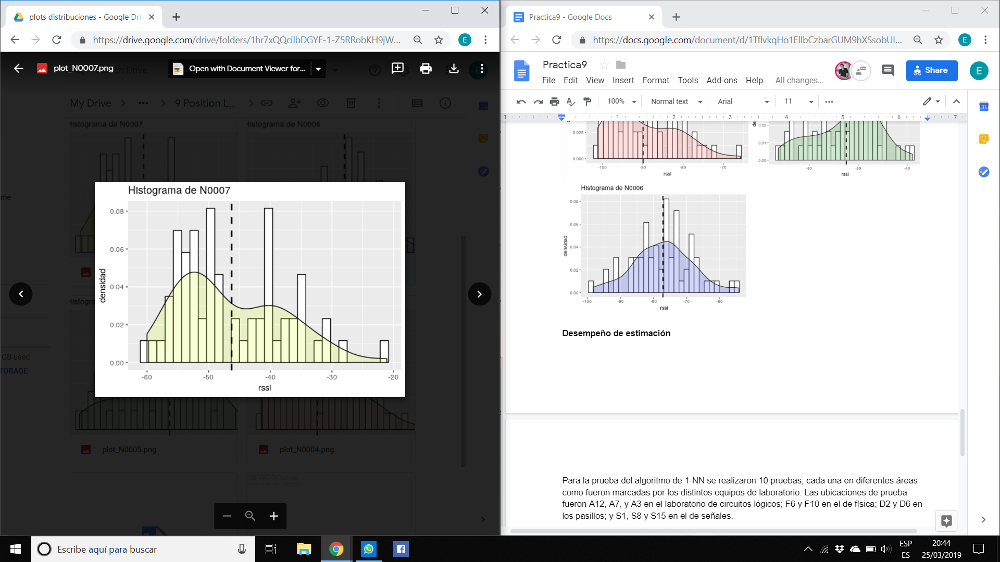 plots distribuciones - Google Dri
https://drive.google.com/drive/folders/1hr7xQQcilbDGYF-1-Z5RRobKH9jW...
E
plot_N0007.png
Open with Document Viewer for...
My Drive
...
9 Position L...
HIstograma de N0007
HIstograma de N0006
HIstograma de N0007
densidad
0.08
0.06
0.04
0.02
0.00
-60
-50
-40
-30
-20
rssI
GB used
plot_N0005.png
plot_N0004.png
Practica9 - Google Docs
https://docs.google.com/document/d/1TflvkqHo1EllbCzbarGUM9hXSsobUI...
E
Practica9
File Edit View Insert Format Tools Add-ons Help All changes...
Share
E
100% Normal text Arial 11 ...
1 1 2 3 4 5 6 7
31
0.025
0.000
-100
-90
-80
-70
rssI
0.02
0.01
0.00
-80
-60
-40
rssI
HIstograma de N0006
densidad
0.08
0.06
0.04
0.02
0.00
-100
-90
-80
-70
-60
rssI
Desempeño de estimación
Para la prueba del algoritmo de 1-NN se realizaron 10 pruebas, cada una en diferentes áreas
como fueron marcadas por los distintos equipos de laboratorio. Las ubicaciones de prueba
fueron A12, A7, y A3 en el laboratorio de circuitos lógicos; F6 y F10 en el de física; D2 y D6 en
los pasillos; y S1, S8 y S15 en el de señales.
Escribe aquí para buscar
ESP
ES
20:44
25/03/2019